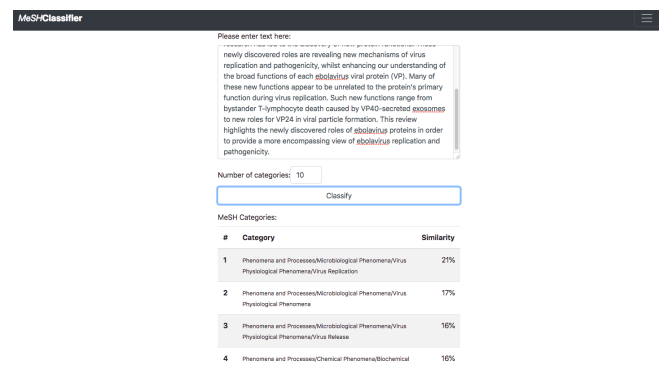 MeSHClassifier
Please enter text here:
newly discovered roles are revealing new mechanisms of virus
replication and pathogenicity, whilst enhancing our understanding of
the broad functions of each ebolavirus viral protein (VP). Many of
these new functions appear to be unrelated to the protein's primary
function during virus replication. Such new functions range from
bystander T-lymphocyte death caused by VP40-secreted exosomes
to new roles for VP24 in viral particle formation. This review
highlights the newly discovered roles of ebolavirus proteins in order
to provide a more encompassing view of ebolavirus replication and
pathogenicity.
Number of categories: 10
Classify
MeSH Categories:
# Category Similarity
1 Phenomena and Processes/Microbiological Phenomena/Virus 21%
Physiological Phenomena/Virus Replication
2 Phenomena and Processes/Microbiological Phenomena/Virus 17%
Physiological Phenomena
3 Phenomena and Processes/Microbiological Phenomena/Virus 16%
Physiological Phenomena/Virus Release
4 Phenomena and Processes/Chemical Phenomena/Biochemical 16%